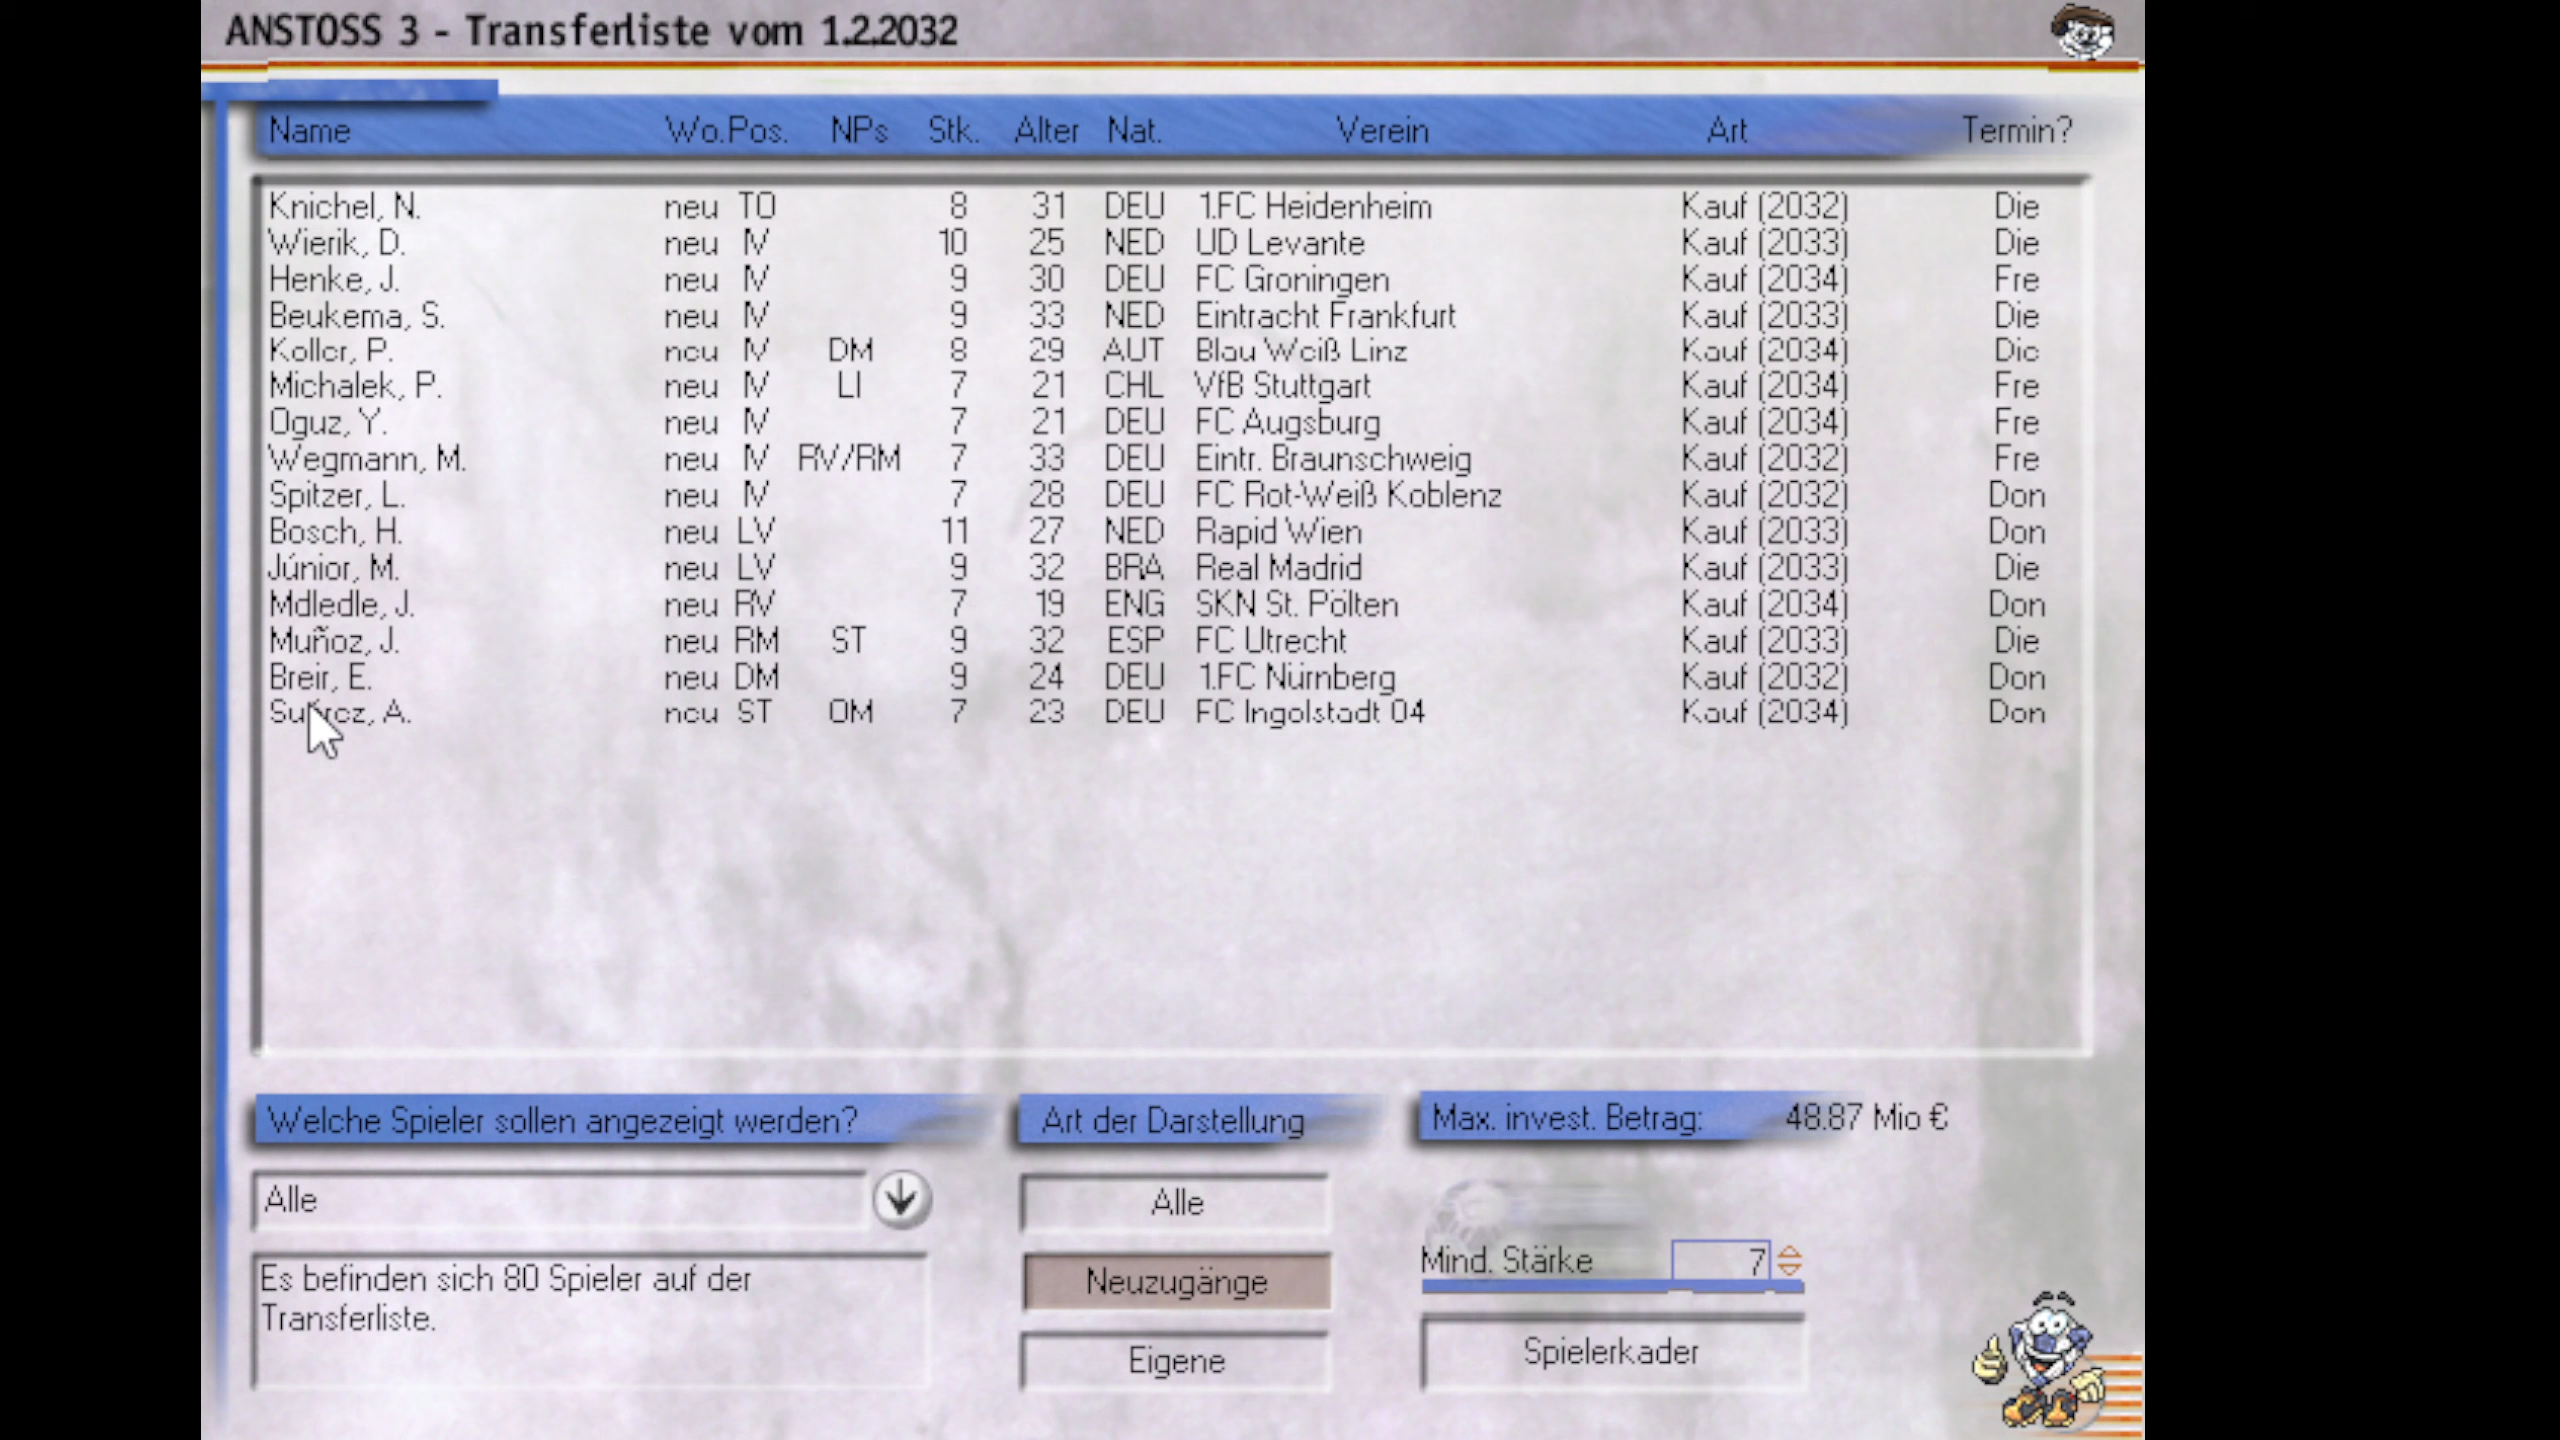 ANSTOSS 3 - Transferliste vom 1.2.2032
Name Wo. Pos. NPs Stk. Alter Nat. Verein Art Termin?
Knichel, N. neu TO 8 31 DEU 1.FC Heidenheim Kauf (2032) Die
Wierik, D. neu IV 10 25 NED UD Levante Kauf (2033) Die
Henke, J. neu IV 9 30 DEU FC Groningen Kauf (2034) Fre
Beukema, S. neu IV 9 33 NED Eintracht Frankfurt Kauf (2033) Die
Koller, P. neu IV DM 8 29 AUT Blau Weiß Linz Kauf (2034) Die
Michalek, P. neu IV LI 7 21 CHL VfB Stuttgart Kauf (2034) Fre
Oguz, Y. neu IV 7 21 DEU FC Augsburg Kauf (2034) Fre
Wegmann, M. neu IV RV/RM 7 33 DEU Eintr. Braunschweig Kauf (2032) Fre
Spitzer, L. neu IV 7 28 DEU FC Rot-Weiß Koblenz Kauf (2032) Don
Bosch, H. neu LV 11 27 NED Rapid Wien Kauf (2033) Don
Júnior, M. neu LV 9 32 BRA Real Madrid Kauf (2033) Die
Mdledle, J. neu RV 7 19 ENG SKN St. Pölten Kauf (2034) Don
Muñoz, J. neu RM ST 9 32 ESP FC Utrecht Kauf (2033) Die
Breir, E. neu DM 9 24 DEU 1.FC Nürnberg Kauf (2032) Don
A. neu ST OM 7 23 DEU FC Ingolstadt 04 Kauf (2034) Don
Welche Spieler sollen angezeigt werden? Art der Darstellung Max. invest. Betrag: 48.87 Mio €
Alle Alle
Mind. Stärke 7
Es befinden sich 80 Spieler auf der
Transferliste.
Neuzugänge
Eigene
Spielerkader